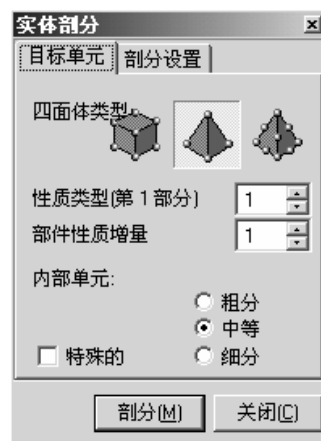 实体剖分
目标单元 剖分设置
四面体类型:
性质类型(第1部分) 1
部件性质增量 1
内部单元:
粗分
中等
特殊的 细分
剖分(M) 关闭(C)